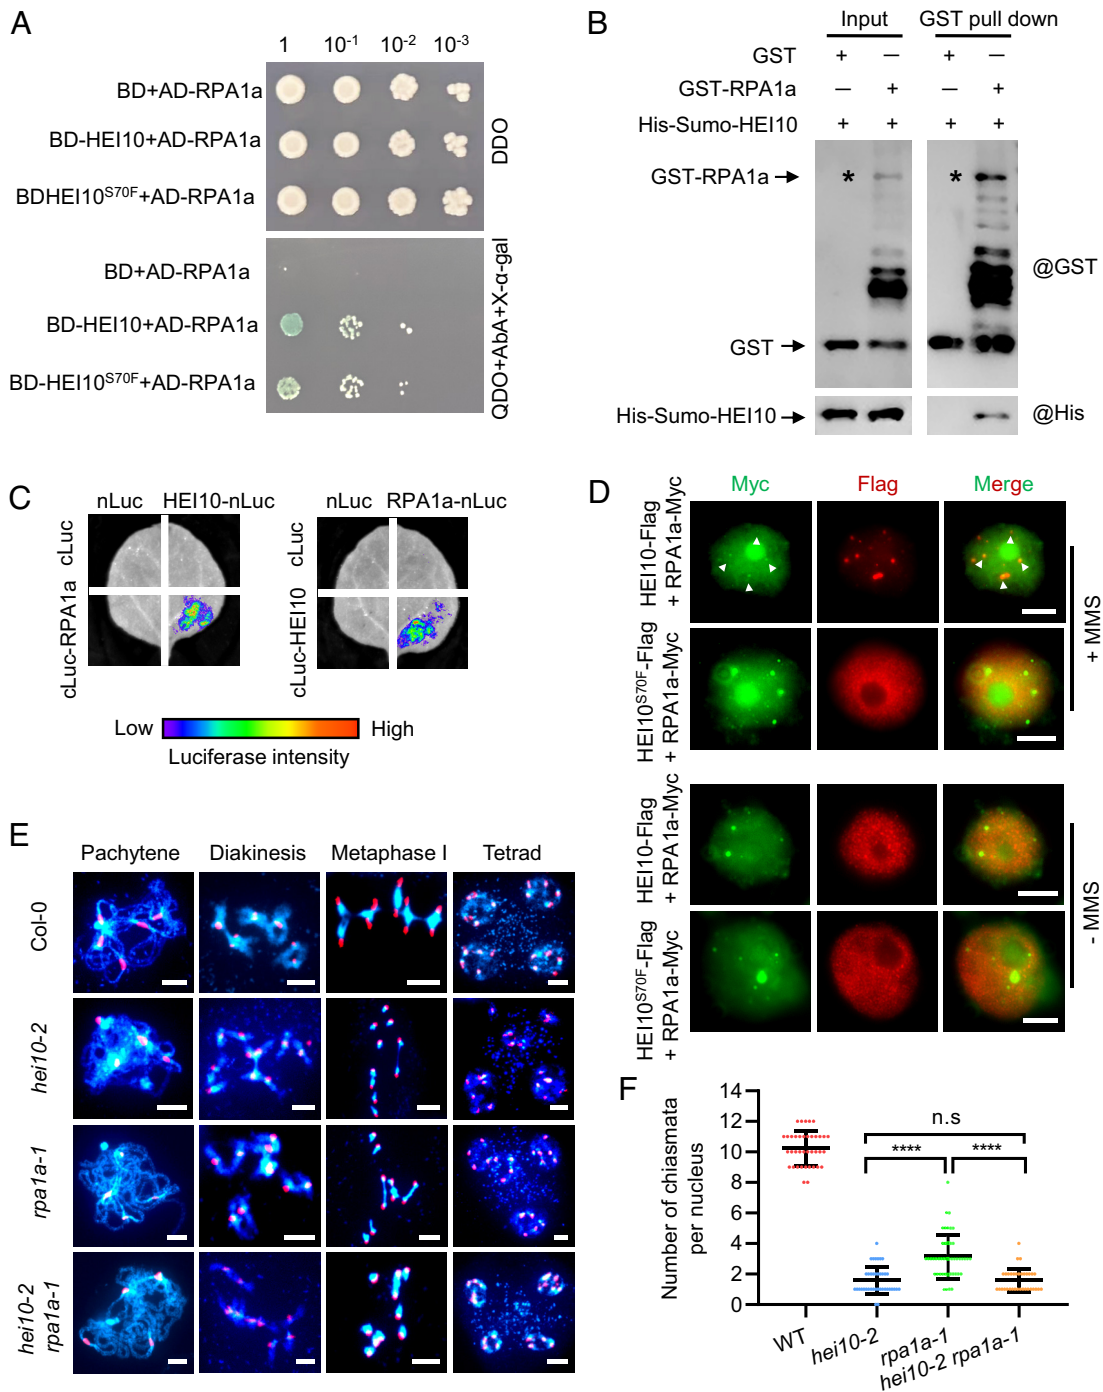 A
1 10-1 10-2 10-3
BD+AD-RPA1a
BD-HEI10+AD-RPA1a
BDHEI10S70F+AD-RPA1a
DDO
BD+AD-RPA1a
BD-HEI10+AD-RPA1a
BD-HEI10S70F+AD-RPA1a
QDO+AbA+X-α-gal
B
Input GST pull down
GST + — + —
GST-RPA1a — + — +
His-Sumo-HEI10 + + + +
GST-RPA1a * *
@GST
GST
His-Sumo-HEI10 @His
C
nLuc HEI10-nLuc
cLuc
cLuc-RPA1a
nLuc RPA1a-nLuc
cLuc
cLuc-HEI10
Low High
Luciferase intensity
D
Myc Flag Merge
HEI10-Flag
+ RPA1a-Myc
HEI10S70F-Flag
+ RPA1a-Myc
+ MMS
HEI10-Flag
+ RPA1a-Myc
HEI10S70F-Flag
+ RPA1a-Myc
- MMS
E
Pachytene Diakinesis Metaphase I Tetrad
Col-0
hei10-2
rpa1a-1
hei10-2
rpa1a-1
F
Number of chiasmata
per nucleus
14
12
10
8
6
4
2
0
n.s
**** ****
WT
hei10-2
rpa1a-1
hei10-2 rpa1a-1